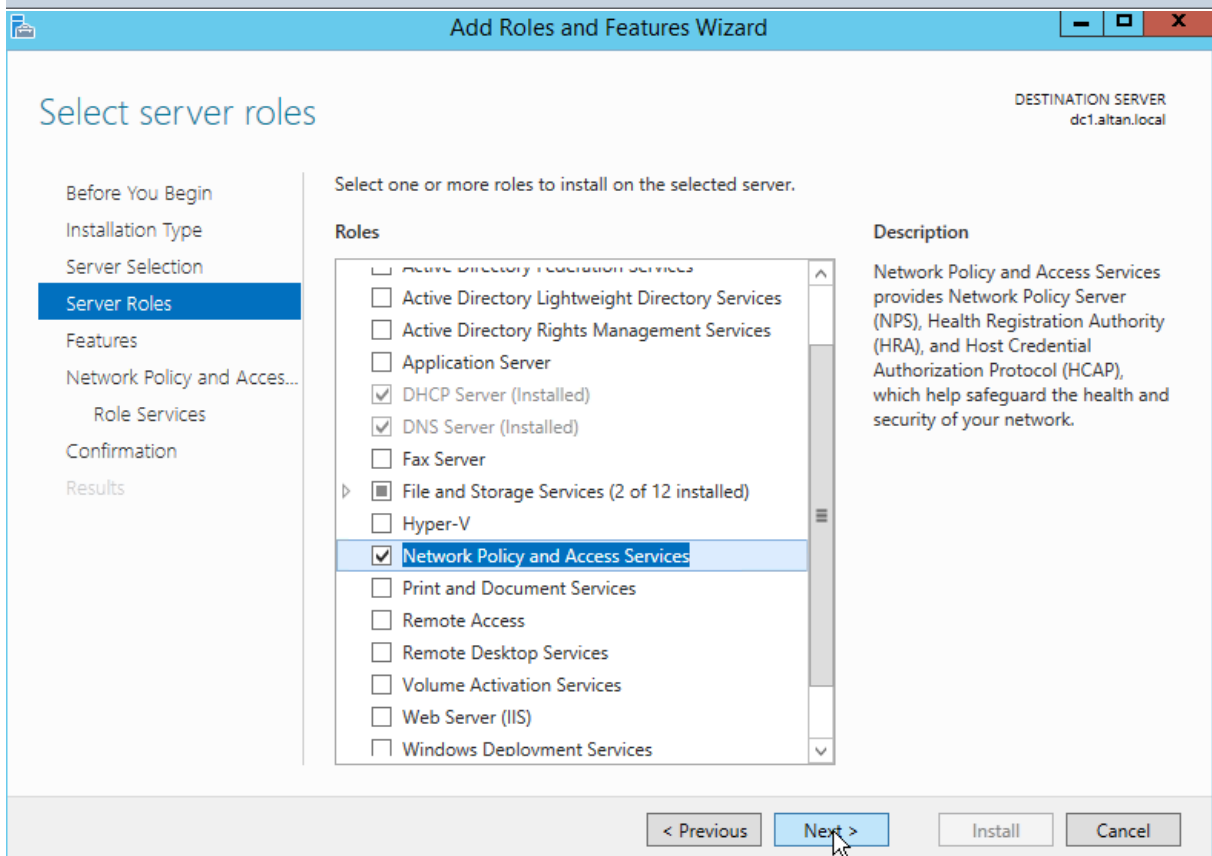 Add Roles and Features Wizard
Select server roles
DESTINATION SERVER
dc1.altan.local
Before You Begin
Installation Type
Server Selection
Server Roles
Features
Network Policy and Acces...
Role Services
Confirmation
Results
Select one or more roles to install on the selected server.
Roles
Active Directory Federation Services
Active Directory Lightweight Directory Services
Active Directory Rights Management Services
Application Server
DHCP Server (Installed)
DNS Server (Installed)
Fax Server
File and Storage Services (2 of 12 installed)
Hyper-V
Network Policy and Access Services
Print and Document Services
Remote Access
Remote Desktop Services
Volume Activation Services
Web Server (IIS)
Windows Deployment Services
Description
Network Policy and Access Services
provides Network Policy Server
(NPS), Health Registration Authority
(HRA), and Host Credential
Authorization Protocol (HCAP),
which help safeguard the health and
security of your network.
< Previous
Next >
Install
Cancel